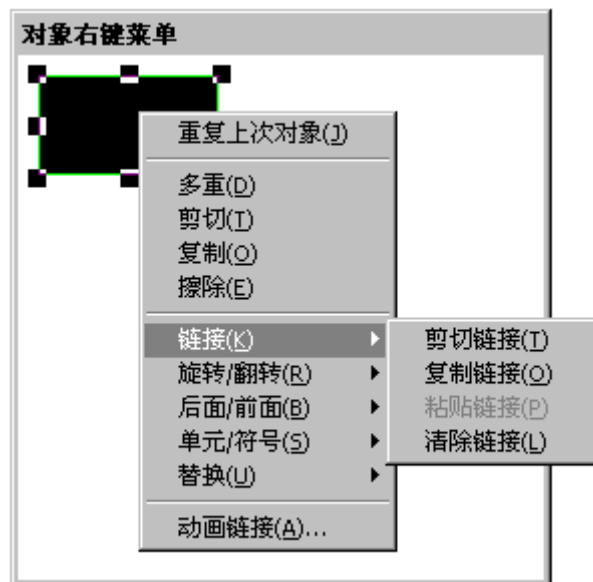 对象右键菜单
重复上次对象(J)
多重(D)
剪切(T)
复制(O)
擦除(E)
链接(K)
旋转/翻转(R)
后面/前面(B)
单元/符号(S)
替换(U)
动画链接(A)...
剪切链接(T)
复制链接(O)
粘贴链接(P)
清除链接(L)